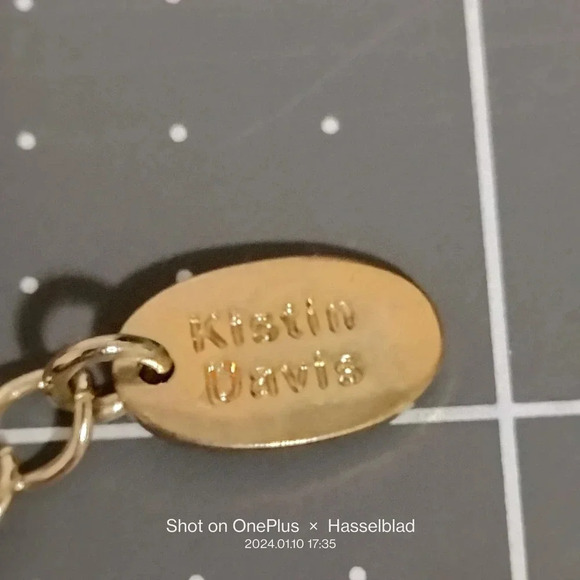 Kistin
Davis
Shot on OnePlus × Hasselblad
2024.01.10 17:35